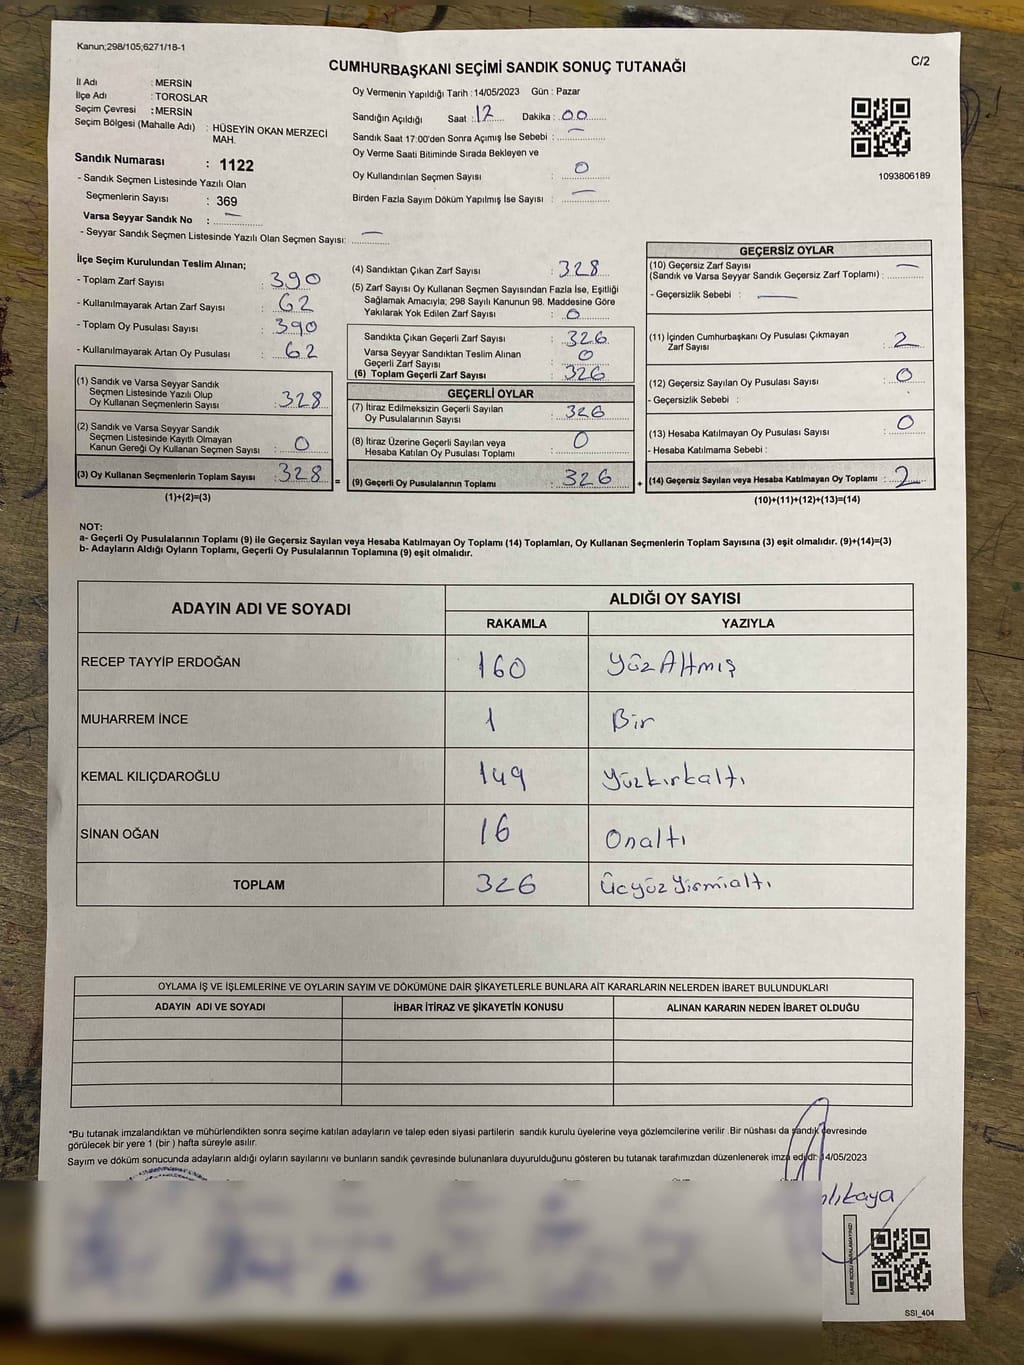 Kanun;298/105,6271/18-1
C/2
CUMHURBAŞKANI SEÇİMİ SANDIK SONUÇ TUTANAĞI
İl Adı : MERSİN
İlçe Adı : TOROSLAR
Seçim Çevresi : MERSİN
Seçim Bölgesi (Mahalle Adı) : HÜSEYİN OKAN MERZECİ
MAH.
Sandık Numarası : 1122
- Sandık Seçmen Listesinde Yazılı Olan
Seçmenlerin Sayısı : 369
Varsa Seyyar Sandık No : —
- Seyyar Sandık Seçmen Listesinde Yazılı Olan Seçmen Sayısı: —
Oy Vermenin Yapıldığı Tarih : 14/05/2023 Gün : Pazar
Sandığın Açıldığı Saat : 12 Dakika : 00
Sandık Saat 17:00'den Sonra Açımış İse Sebebi : —
Oy Verme Saati Bitiminde Sırada Bekleyen ve
Oy Kullandırılan Seçmen Sayısı : 0
Birden Fazla Sayım Döküm Yapılmış İse Sayısı : —
1093806189
İlçe Seçim Kurulundan Teslim Alınan;
- Toplam Zarf Sayısı : 390
- Kullanılmayarak Artan Zarf Sayısı : 62
- Toplam Oy Pusulası Sayısı : 390
- Kullanılmayarak Artan Oy Pusulası : 62
(1) Sandık ve Varsa Seyyar Sandık
Seçmen Listesinde Yazılı Olup
Oy Kullanan Seçmenlerin Sayısı : 328
(2) Sandık ve Varsa Seyyar Sandık
Seçmen Listesinde Kayıtlı Olmayan
Kanun Gereği Oy Kullanan Seçmen Sayısı : 0
(3) Oy Kullanan Seçmenlerin Toplam Sayısı : 328
(1)+(2)=(3)
(4) Sandıktan Çıkan Zarf Sayısı : 328
(5) Zarf Sayısı Oy Kullanan Seçmen Sayısından Fazla İse, Eşitliği
Sağlamak Amacıyla; 298 Sayılı Kanunun 98. Maddesine Göre
Yakılarak Yok Edilen Zarf Sayısı : 0
Sandıkta Çıkan Geçerli Zarf Sayısı : 326
Varsa Seyyar Sandıktan Teslim Alınan
Geçerli Zarf Sayısı : 0
(6) Toplam Geçerli Zarf Sayısı : 326
GEÇERLİ OYLAR
(7) İtiraz Edilmeksizin Geçerli Sayılan
Oy Pusulalarının Sayısı : 326
(8) İtiraz Üzerine Geçerli Sayılan veya
Hesaba Katılan Oy Pusulası Toplamı : 0
= (9) Geçerli Oy Pusulalarının Toplamı : 326
GEÇERSİZ OYLAR
(10) Geçersiz Zarf Sayısı —
(Sandık ve Varsa Seyyar Sandık Geçersiz Zarf Toplamı) :
- Geçersizlik Sebebi : —
(11) İçinden Cumhurbaşkanı Oy Pusulası Çıkmayan
Zarf Sayısı : 2
(12) Geçersiz Sayılan Oy Pusulası Sayısı : 0
- Geçersizlik Sebebi :
(13) Hesaba Katılmayan Oy Pusulası Sayısı : 0
- Hesaba Katılmama Sebebi :
+ (14) Geçersiz Sayılan veya Hesaba Katılmayan Oy Toplamı : 2
(10)+(11)+(12)+(13)=(14)
NOT:
a- Geçerli Oy Pusulalarının Toplamı (9) ile Geçersiz Sayılan veya Hesaba Katılmayan Oy Toplamı (14) Toplamları, Oy Kullanan Seçmenlerin Toplam Sayısına (3) eşit olmalıdır. (9)+(14)=(3)
b- Adayların Aldığı Oyların Toplamı, Geçerli Oy Pusulalarının Toplamına (9) eşit olmalıdır.
ADAYIN ADI VE SOYADI
ALDIĞI OY SAYISI
RAKAMLA YAZIYLA
RECEP TAYYİP ERDOĞAN 160 YüzAltmış
MUHARREM İNCE 1 Bir
KEMAL KILIÇDAROĞLU 149 Yüzkırkaltı
SİNAN OĞAN 16 Onaltı
TOPLAM 326 ÜcyüzYirmialtı
OYLAMA İŞ VE İŞLEMLERİNE VE OYLARIN SAYIM VE DÖKÜMÜNE DAİR ŞİKAYETLERLE BUNLARA AİT KARARLARIN NELERDEN İBARET BULUNDUKLARI
ADAYIN ADI VE SOYADI İHBAR İTİRAZ VE ŞİKAYETİN KONUSU ALINAN KARARIN NEDEN İBARET OLDUĞU
*Bu tutanak imzalandıktan ve mühürlendikten sonra seçime katılan adayların ve talep eden siyasi partilerin sandık kurulu üyelerine veya gözlemcilerine verilir .Bir nüshası da sandık çevresinde
görülecek bir yere 1 (bir ) hafta süreyle asılır.
Sayım ve döküm sonucunda adayların aldığı oyların sayılarını ve bunların sandık çevresinde bulunanlara duyurulduğunu gösteren bu tutanak tarafımızdan düzenlenerek imza edildi. 14/05/2023
KARE KODU KARALAMAYINIZ!
SSI_404